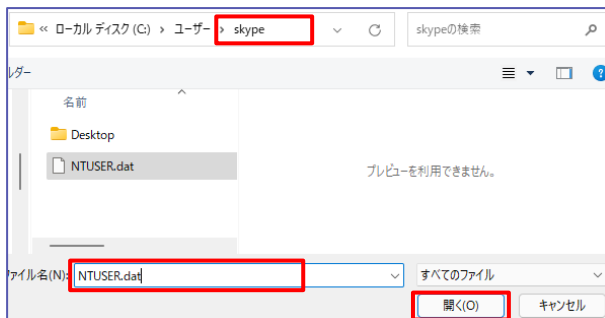 « ローカル ディスク (C:) › ユーザー › skype
skypeの検索
ルダー
名前
Desktop
NTUSER.dat
プレビューを利用できません。
ファイル名(N): NTUSER.dat
すべてのファイル
開く(O)
キャンセル